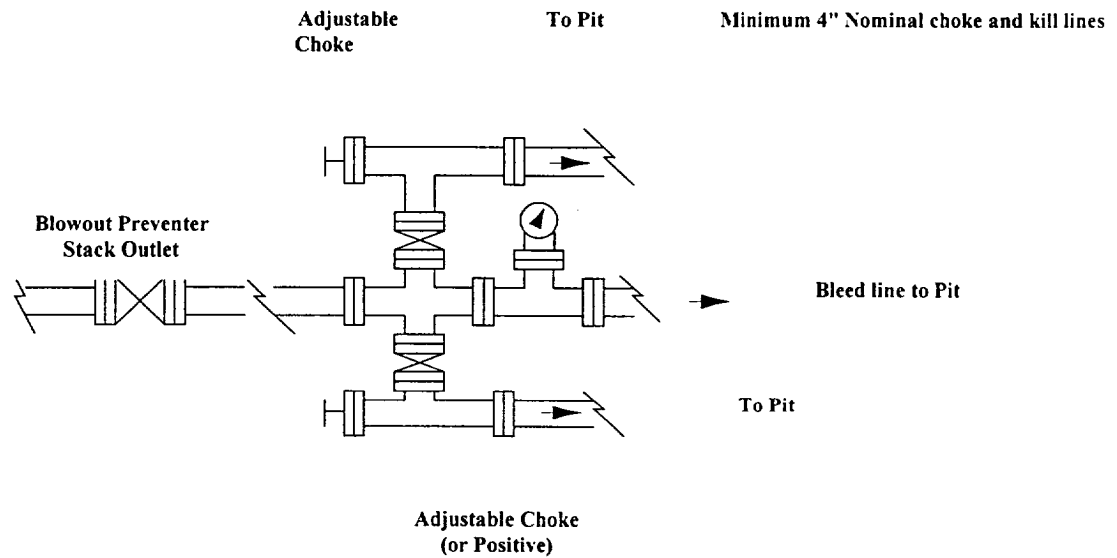 Adjustable
Choke
To Pit
Minimum 4" Nominal choke and kill lines
Blowout Preventer
Stack Outlet
Bleed line to Pit
To Pit
Adjustable Choke
(or Positive)